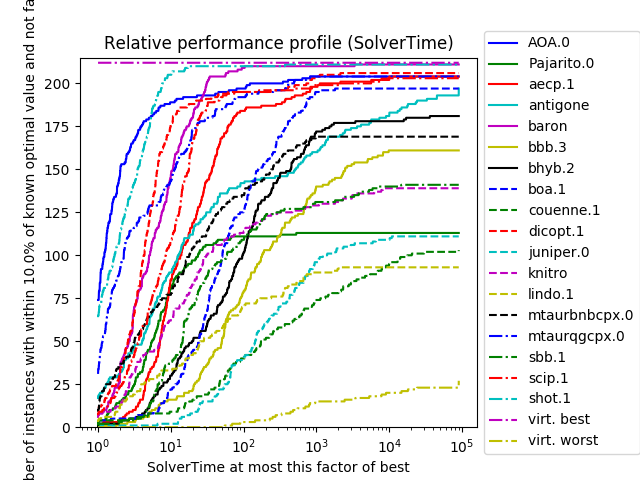 Relative performance profile (SolverTime)
ber of instances with within 10.0% of known optimal value and not fa
200
175
150
125
100
75
50
25
0
10^0 10^1 10^2 10^3 10^4 10^5
SolverTime at most this factor of best
AOA.0
Pajarito.0
aecp.1
antigone
baron
bbb.3
bhyb.2
boa.1
couenne.1
dicopt.1
juniper.0
knitro
lindo.1
mtaurbnbcpx.0
mtaurqgcpx.0
sbb.1
scip.1
shot.1
virt. best
virt. worst